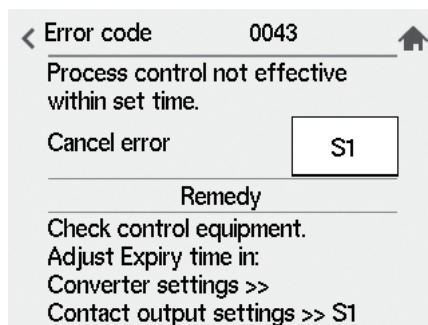 Error code 0043
Process control not effective
within set time.
Cancel error S1
Remedy
Check control equipment.
Adjust Expiry time in:
Converter settings >>
Contact output settings >> S1